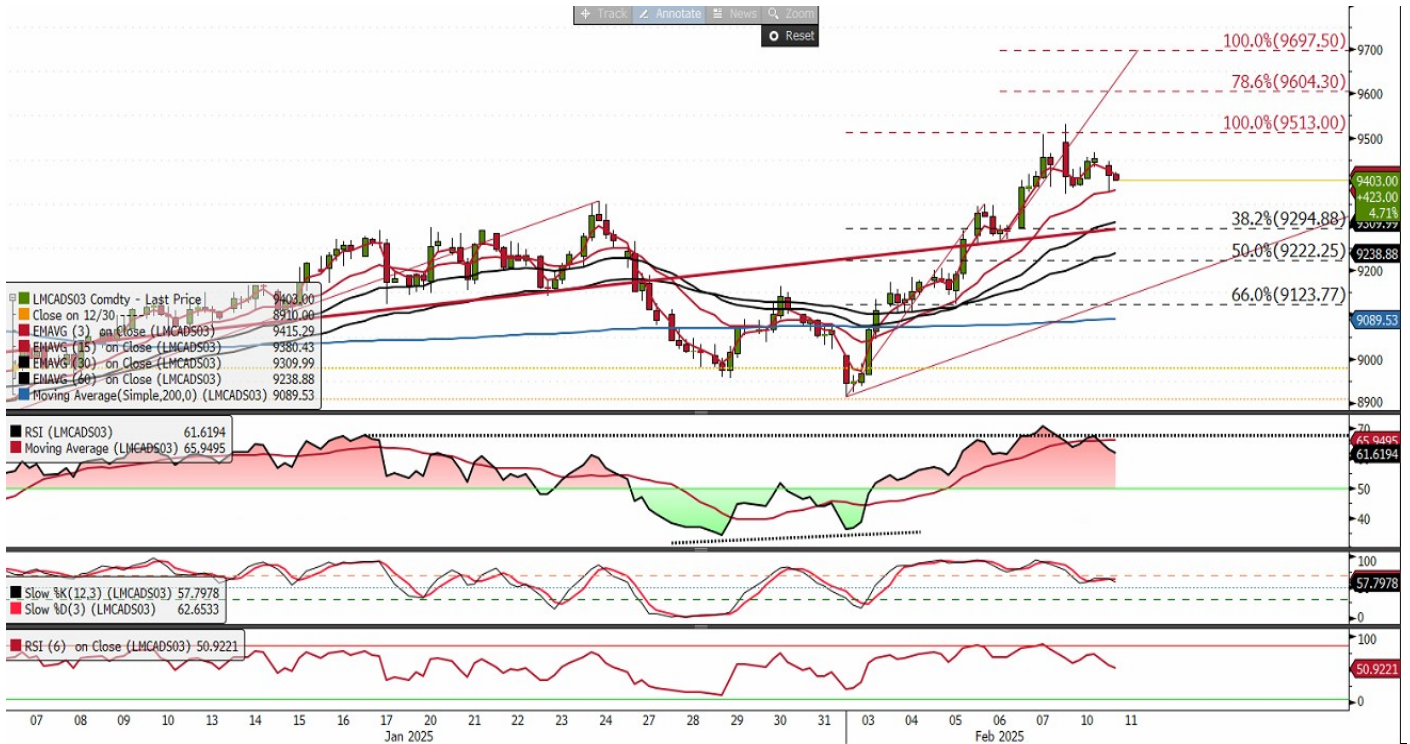 Track Annotate News Zoom
Reset
100.0%(9697.50)
78.6%(9604.30)
100.0%(9513.00)
38.2%(9294.88)
50.0%(9222.25)
66.0%(9123.77)
9700
9600
9500
9403.00
+423.00
4.71%
9309.99
9238.88
9200
9089.53
9000
8900
LMCADS03 Comdty - Last Price 9403.00
Close on 12/30 8910.00
EMAVG (3) on Close (LMCADS03) 9415.29
EMAVG (15) on Close (LMCADS03) 9380.43
EMAVG (30) on Close (LMCADS03) 9309.99
EMAVG (60) on Close (LMCADS03) 9238.88
Moving Average(Simple,200,0) (LMCADS03) 9089.53
RSI (LMCADS03) 61.6194
Moving Average (LMCADS03) 65.9495
70
65.9495
61.6194
50
40
Slow %K(12,3) (LMCADS03) 57.7978
Slow %D(3) (LMCADS03) 62.6533
100
57.7978
0
RSI (6) on Close (LMCADS03) 50.9221
100
50.9221
0
07 08 09 10 13 14 15 16 17 20 21 22 23 24 27 28 29 30 31 03 04 05 06 07 10 11
Jan 2025 Feb 2025